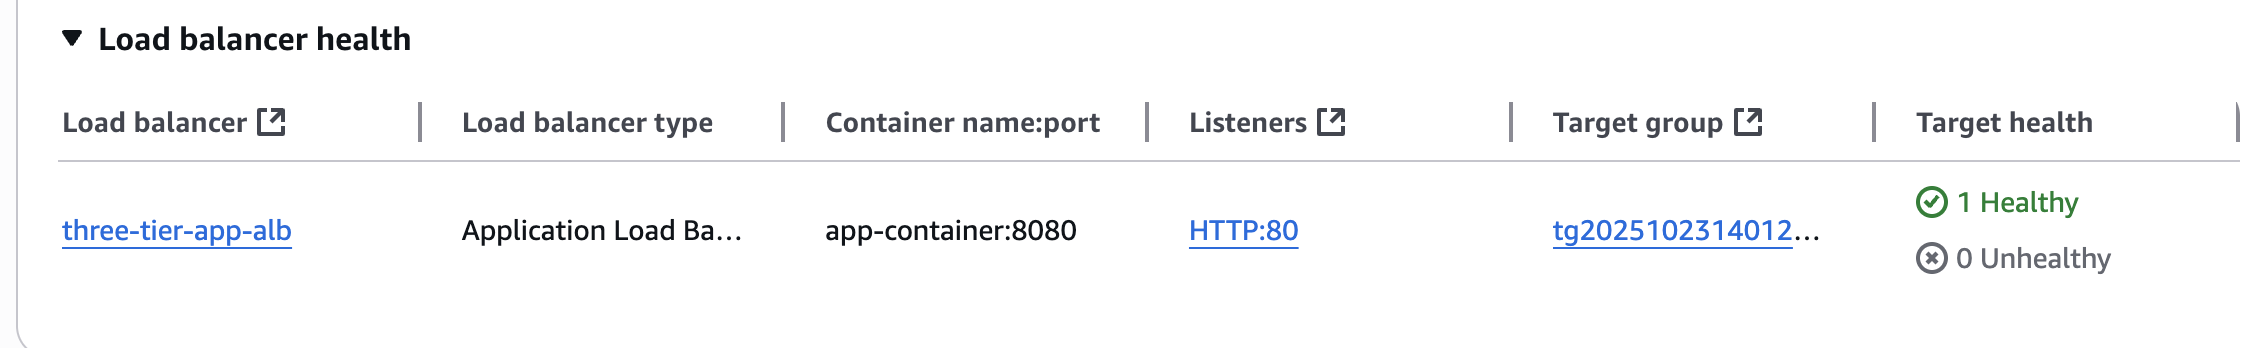 Load balancer health
Load balancer
Load balancer type
Container name:port
Listeners
Target group
Target health
three-tier-app-alb
Application Load Ba...
app-container:8080
HTTP:80
tg2025102314012...
1 Healthy
0 Unhealthy